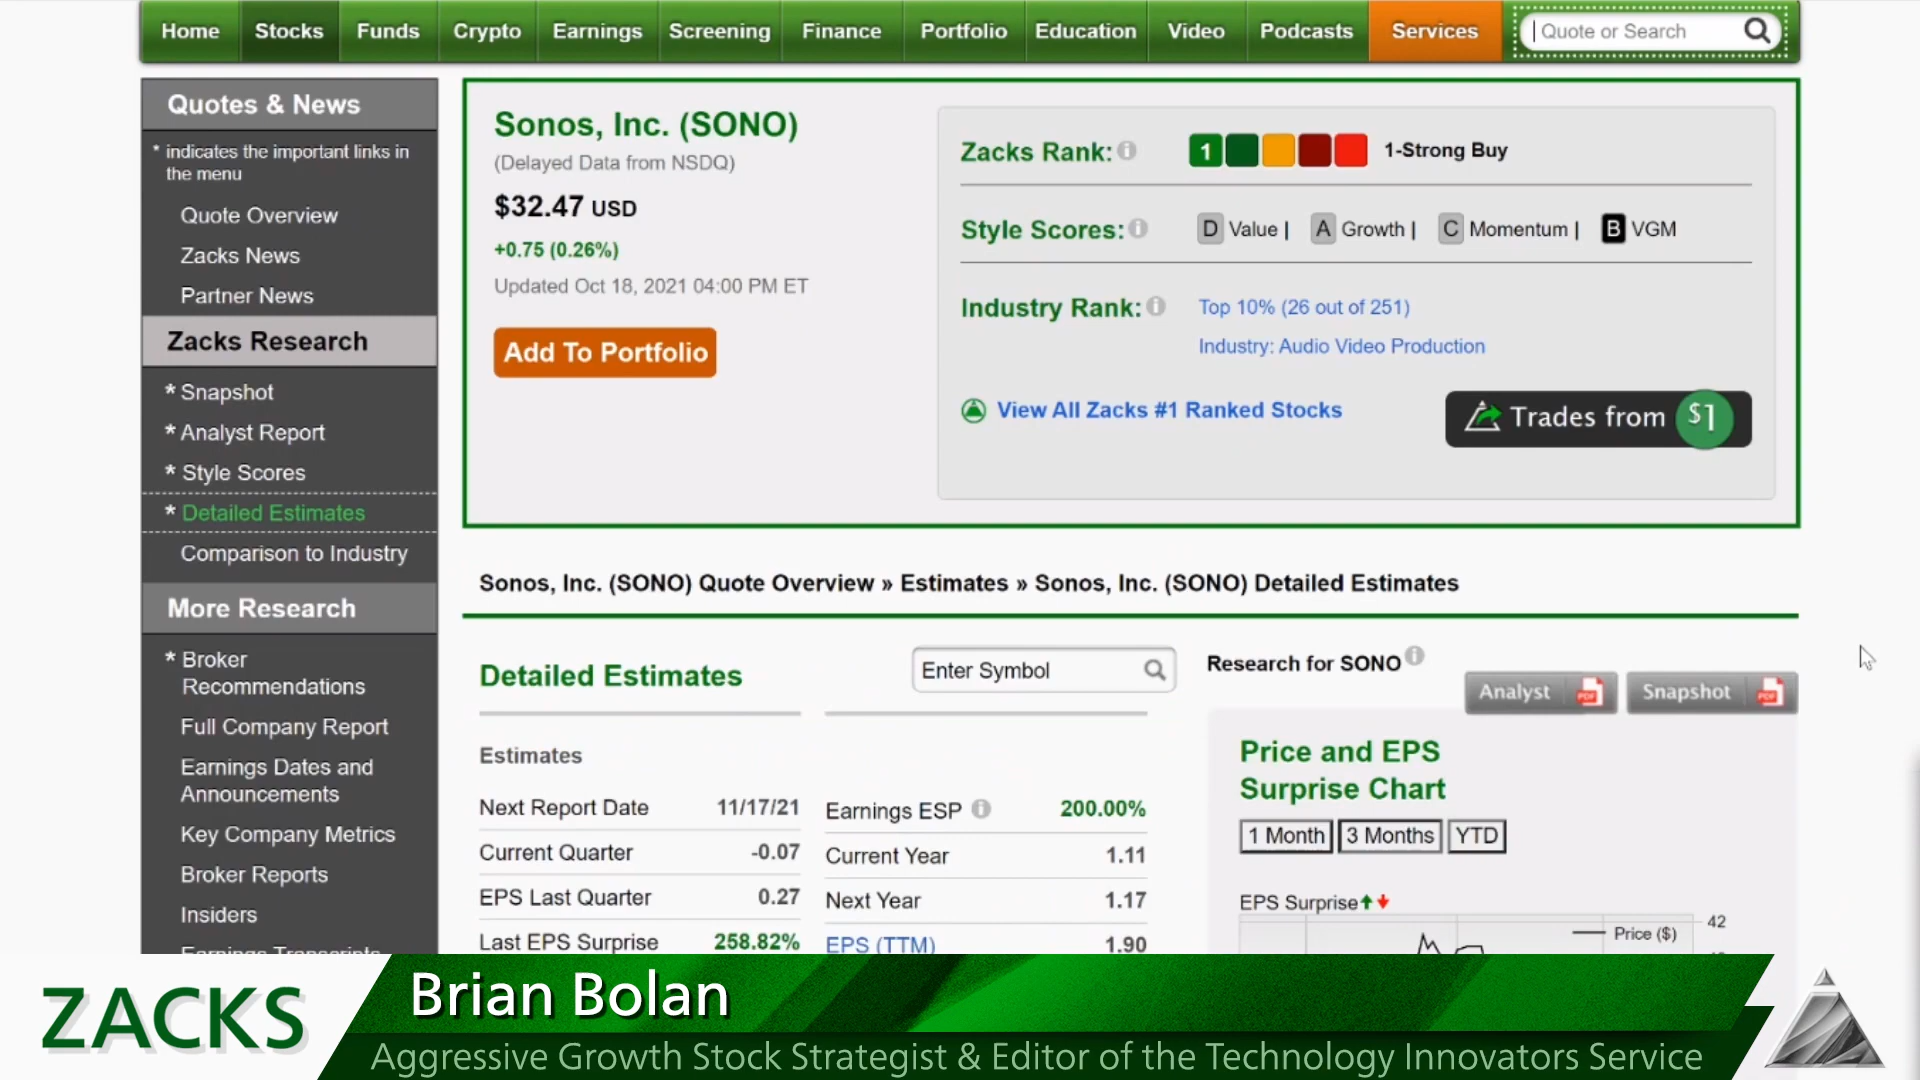 Home Stocks Funds Crypto Earnings Screening Finance Portfolio Education Video Podcasts Services Quote or Search
Quotes & News
* indicates the important links in
the menu
Quote Overview
Zacks News
Partner News
Zacks Research
* Snapshot
* Analyst Report
* Style Scores
* Detailed Estimates
Comparison to Industry
More Research
* Broker
Recommendations
Full Company Report
Earnings Dates and
Announcements
Key Company Metrics
Broker Reports
Insiders
Earnings Transcripts
Sonos, Inc. (SONO)
(Delayed Data from NSDQ)
$32.47 USD
+0.75 (0.26%)
Updated Oct 18, 2021 04:00 PM ET
Add To Portfolio
Zacks Rank: i 1 1-Strong Buy
Style Scores: i D Value | A Growth | C Momentum | B VGM
Industry Rank: i Top 10% (26 out of 251)
Industry: Audio Video Production
View All Zacks #1 Ranked Stocks
Trades from $1
Sonos, Inc. (SONO) Quote Overview » Estimates » Sonos, Inc. (SONO) Detailed Estimates
Detailed Estimates
Enter Symbol
Estimates
Next Report Date 11/17/21
Current Quarter -0.07
EPS Last Quarter 0.27
Last EPS Surprise 258.82%
Earnings ESP i 200.00%
Current Year 1.11
Next Year 1.17
EPS (TTM) 1.90
Research for SONO i
Analyst PDF
Snapshot PDF
Price and EPS
Surprise Chart
1 Month 3 Months YTD
EPS Surprise
42
Price ($)
ZACKS
Brian Bolan
Aggressive Growth Stock Strategist & Editor of the Technology Innovators Service